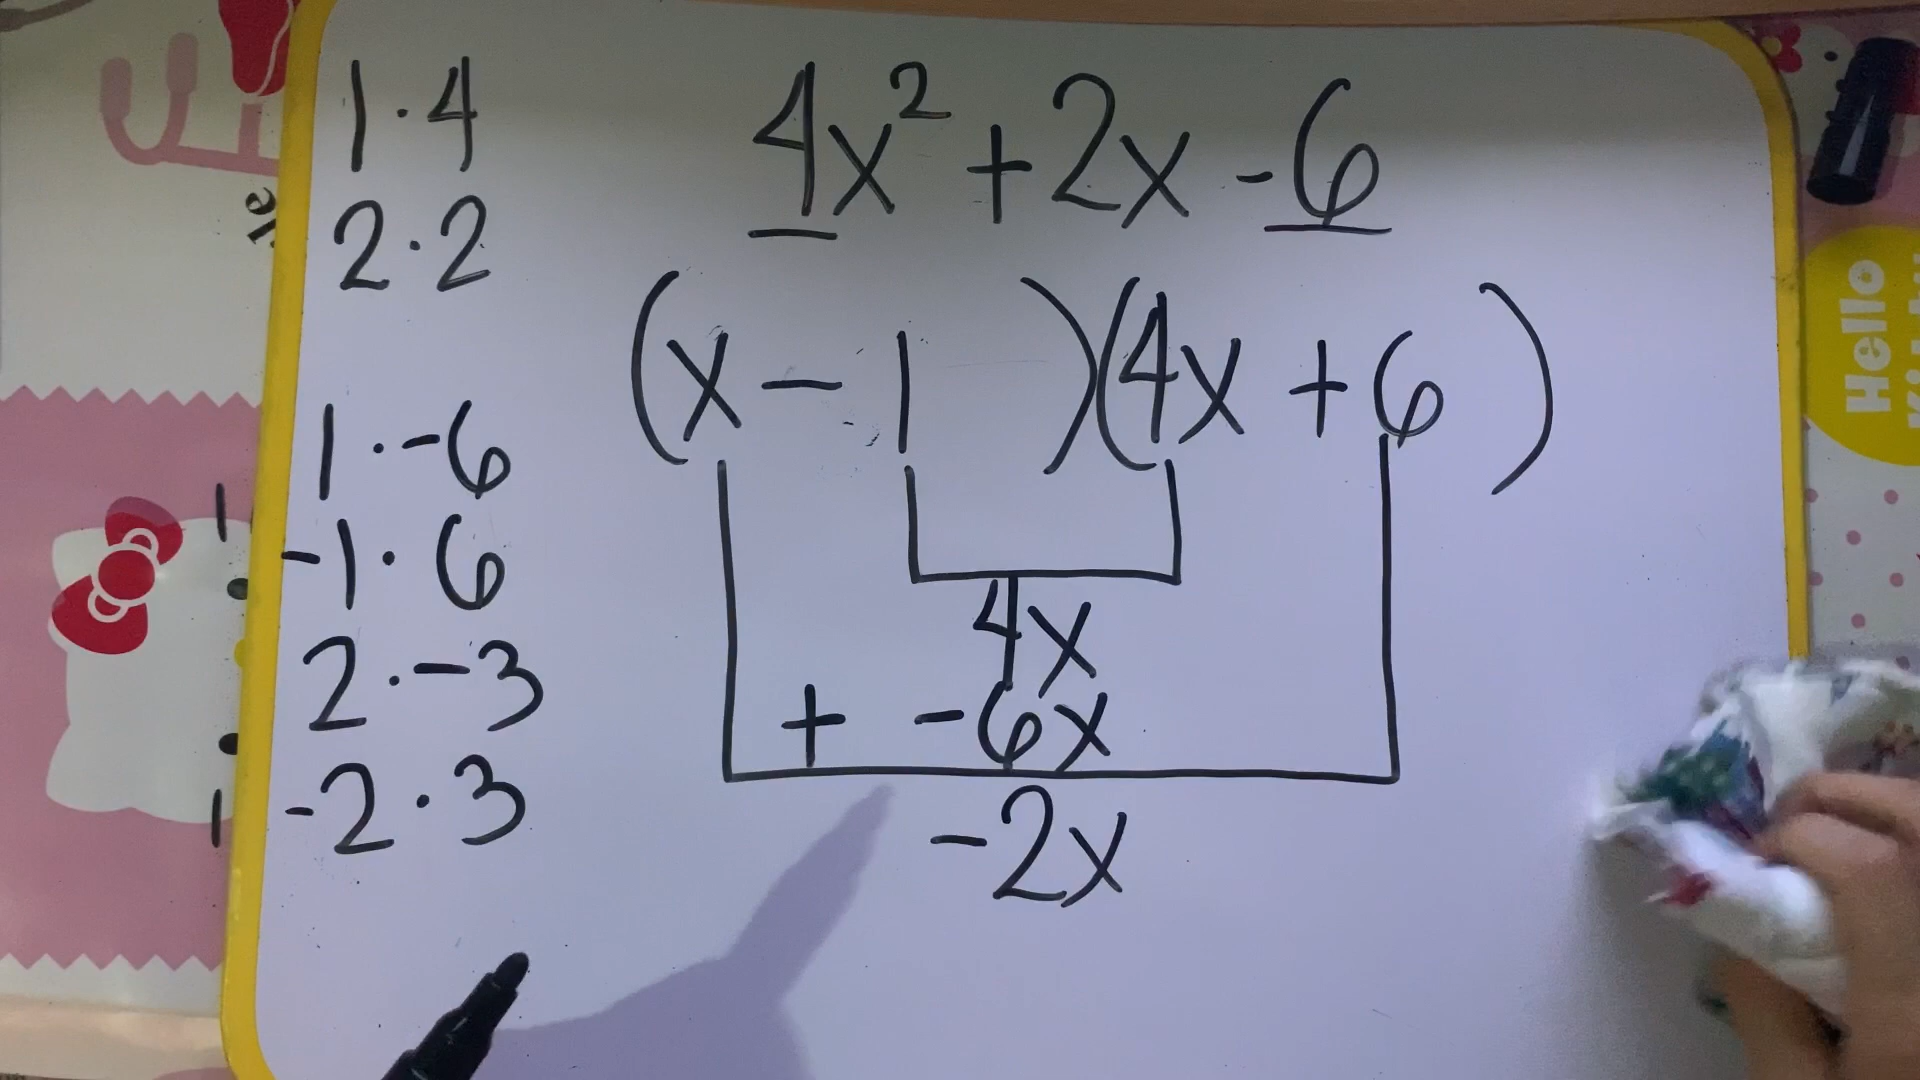 1·4
2·2
1·-6
-1·6
2·-3
-2·3
4x²+2x-6
(x-1)(4x+6)
4x
+ -6x
-2x
Hello